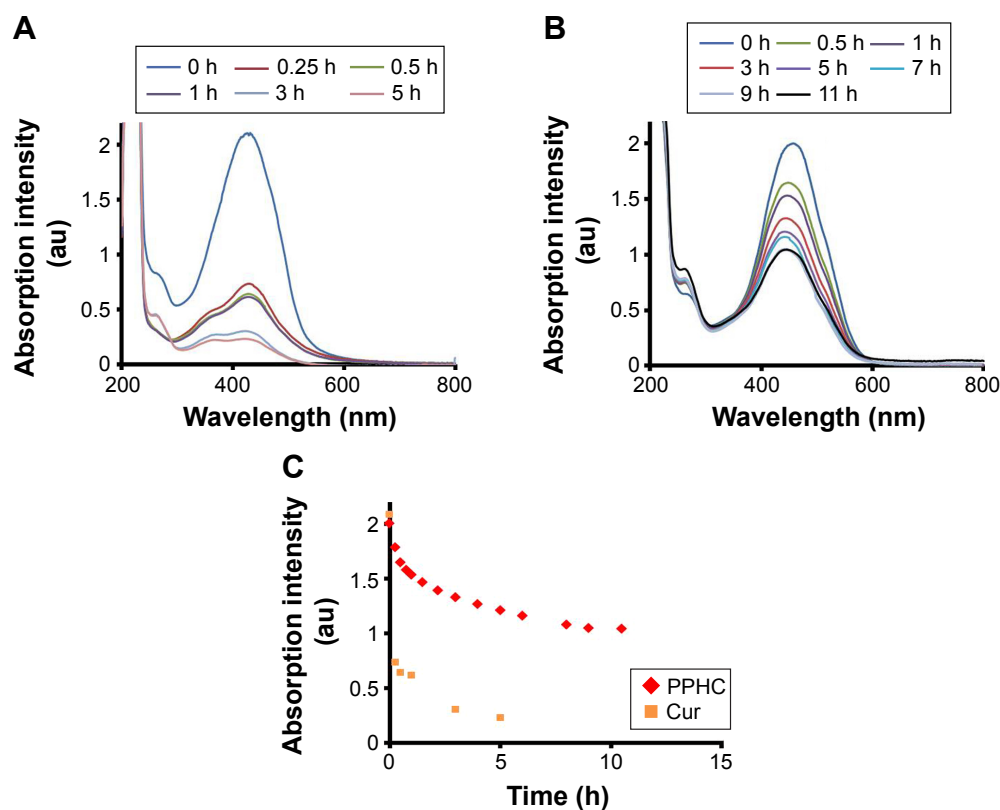 A
0 h 0.25 h 0.5 h
1 h 3 h 5 h
Absorption intensity
(au)
2
1.5
1
0.5
0
200 400 600 800
Wavelength (nm)
B
0 h 0.5 h 1 h
3 h 5 h 7 h
9 h 11 h
Absorption intensity
(au)
2
1.5
1
0.5
0
200 400 600 800
Wavelength (nm)
C
Absorption intensity
(au)
2
1.5
1
0.5
0
0 5 10 15
PPHC
Cur
Time (h)